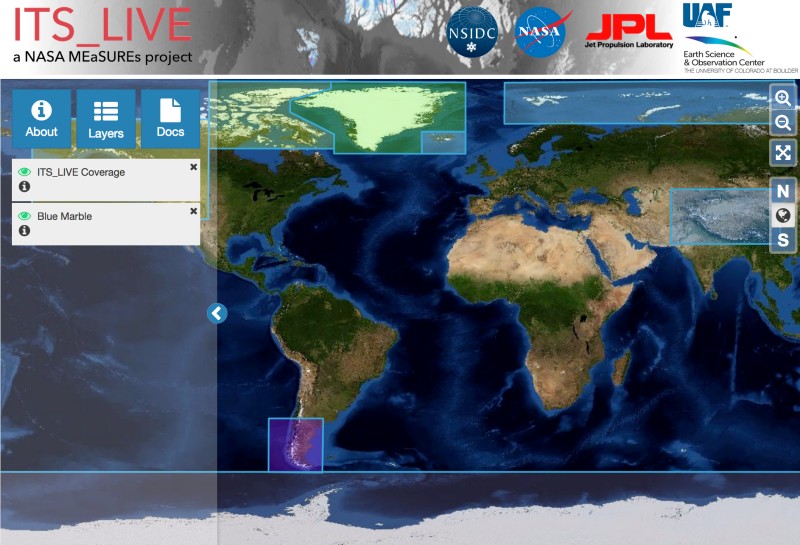 ITS_LIVE
a NASA MEaSUREs project
NSIDC
NASA
JPL
Jet Propulsion Laboratory
UAF
Earth Science
& Observation Center
THE UNIVERSITY OF COLORADO AT BOULDER
About
Layers
Docs
ITS_LIVE Coverage
Blue Marble
N
S